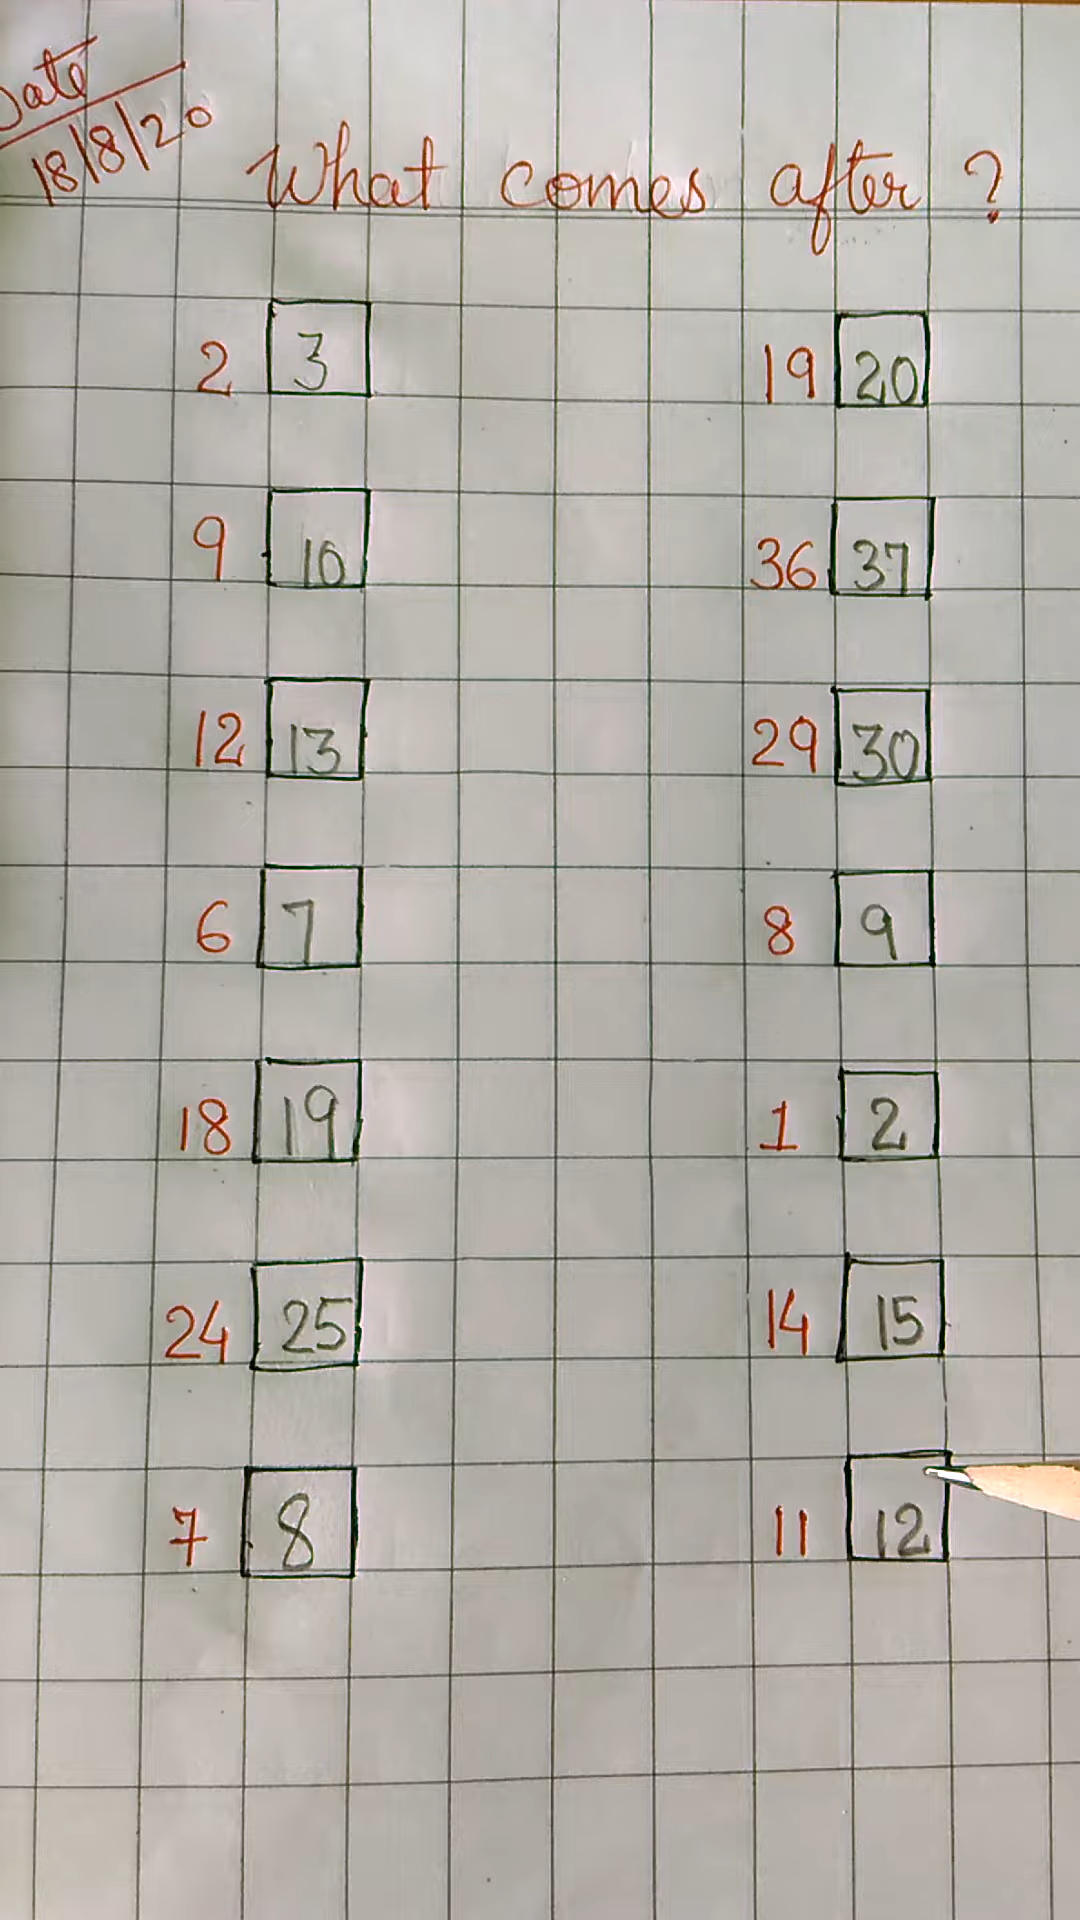 Date
18/8/20
What comes after ?
2 3 19 20
9 10 36 37
12 13 29 30
6 7 8 9
18 19 1 2
24 25 14 15
7 8 11 12